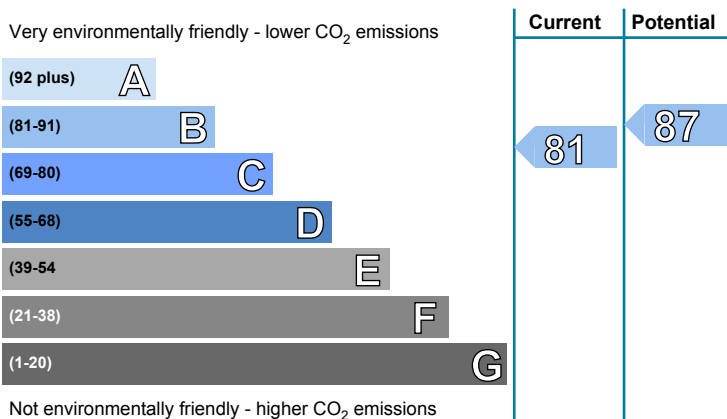 Current Potential
Very environmentally friendly - lower CO₂ emissions
(92 plus) A
(81-91) B
(69-80) C
(55-68) D
(39-54 E
(21-38) F
(1-20) G
81 87
Not environmentally friendly - higher CO₂ emissions